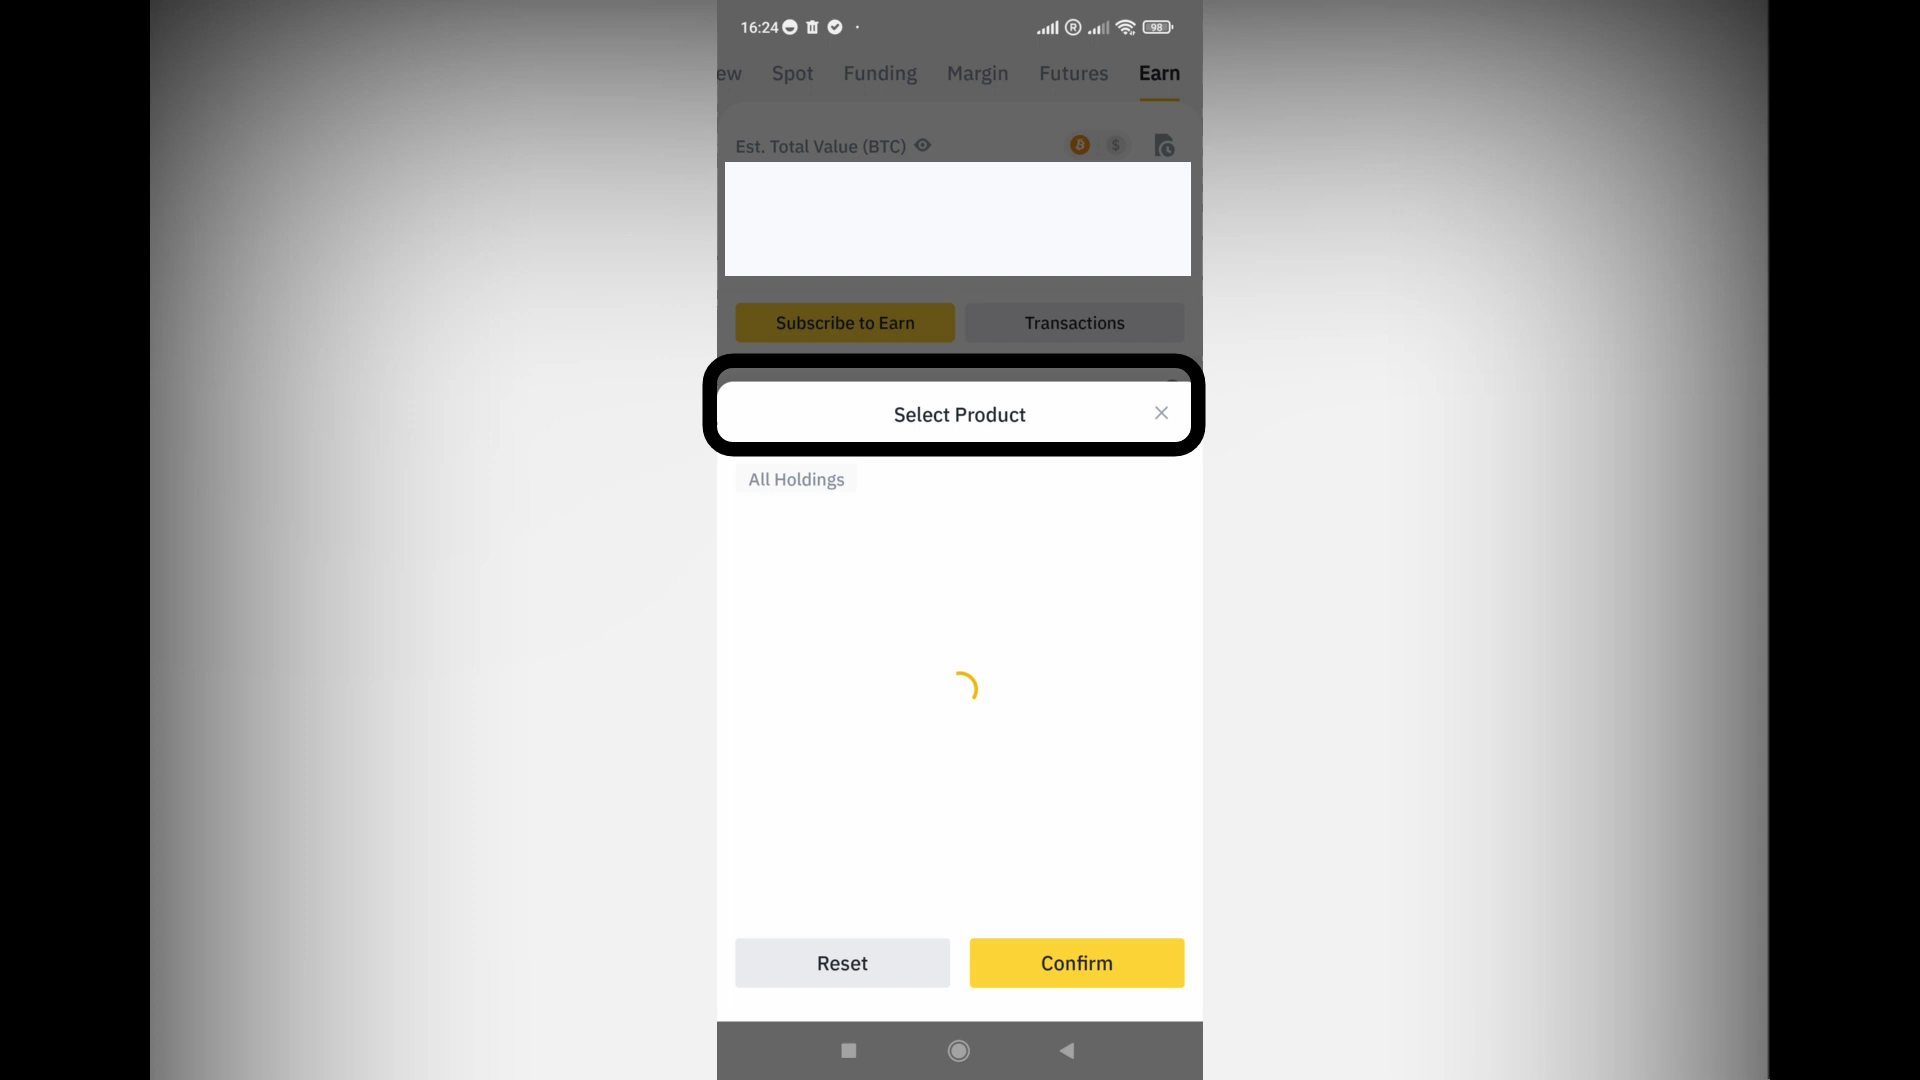 16:24
98
ew Spot Funding Margin Futures Earn
Est. Total Value (BTC)
Subscribe to Earn Transactions
Select Product
All Holdings
Reset Confirm